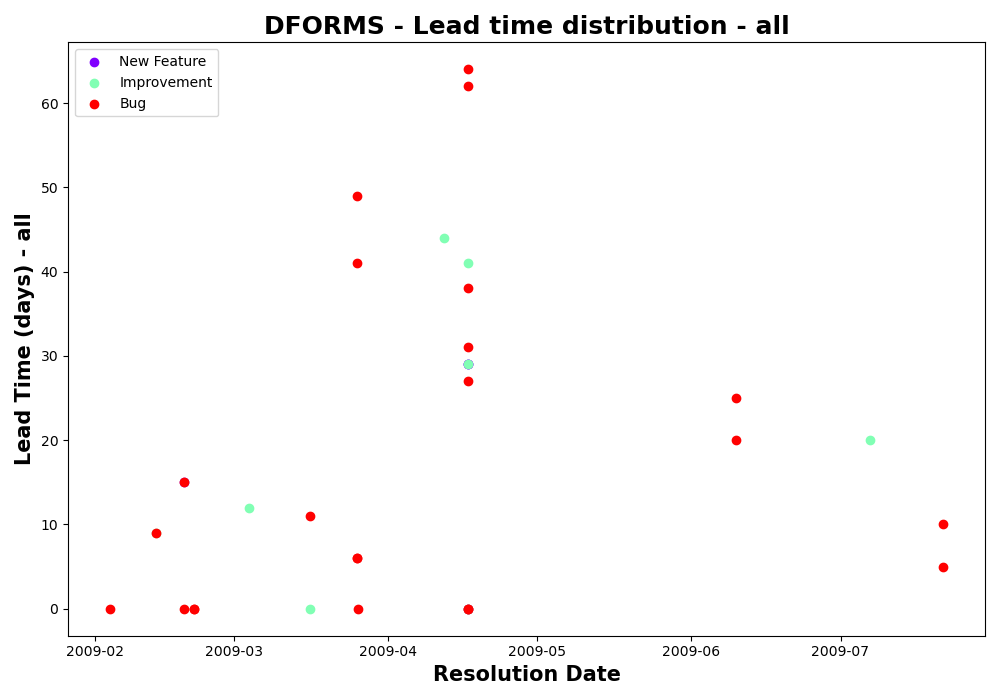 DFORMS - Lead time distribution - all
New Feature
Improvement
Bug
Lead Time (days) - all
60
50
40
30
20
10
0
2009-02
2009-03
2009-04
2009-05
2009-06
2009-07
Resolution Date